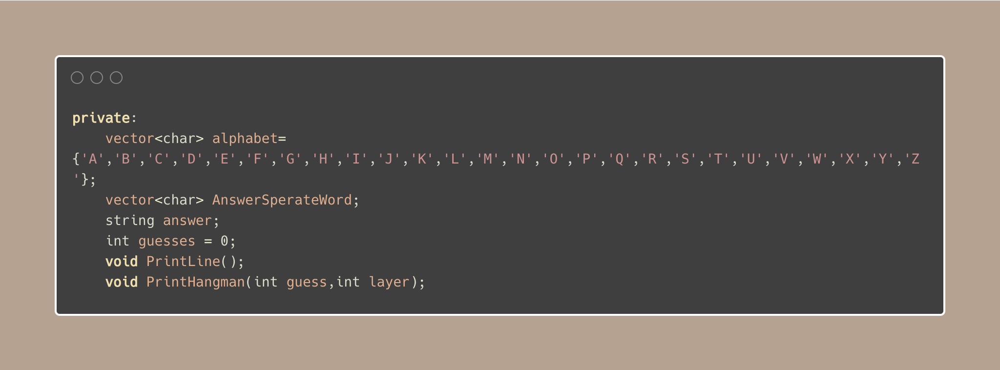 private:
    vector<char> alphabet=
{'A','B','C','D','E','F','G','H','I','J','K','L','M','N','O','P','Q','R','S','T','U','V','W','X','Y','Z
'};
    vector<char> AnswerSperateWord;
    string answer;
    int guesses = 0;
    void PrintLine();
    void PrintHangman(int guess,int layer);